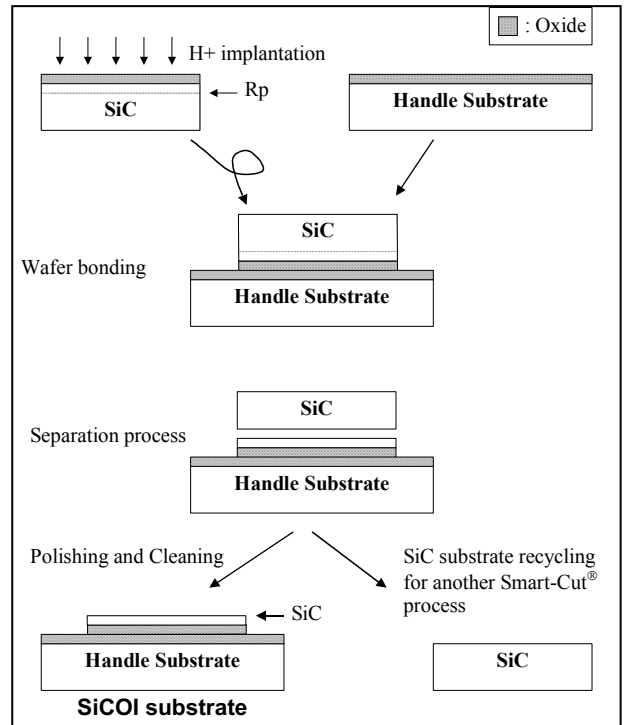 : Oxide
H+ implantation
Rp
SiC
Handle Substrate
SiC
Wafer bonding
Handle Substrate
SiC
Separation process
Handle Substrate
Polishing and Cleaning
SiC substrate recycling
for another Smart-Cut®
process
SiC
Handle Substrate
SiC
SiCOI substrate